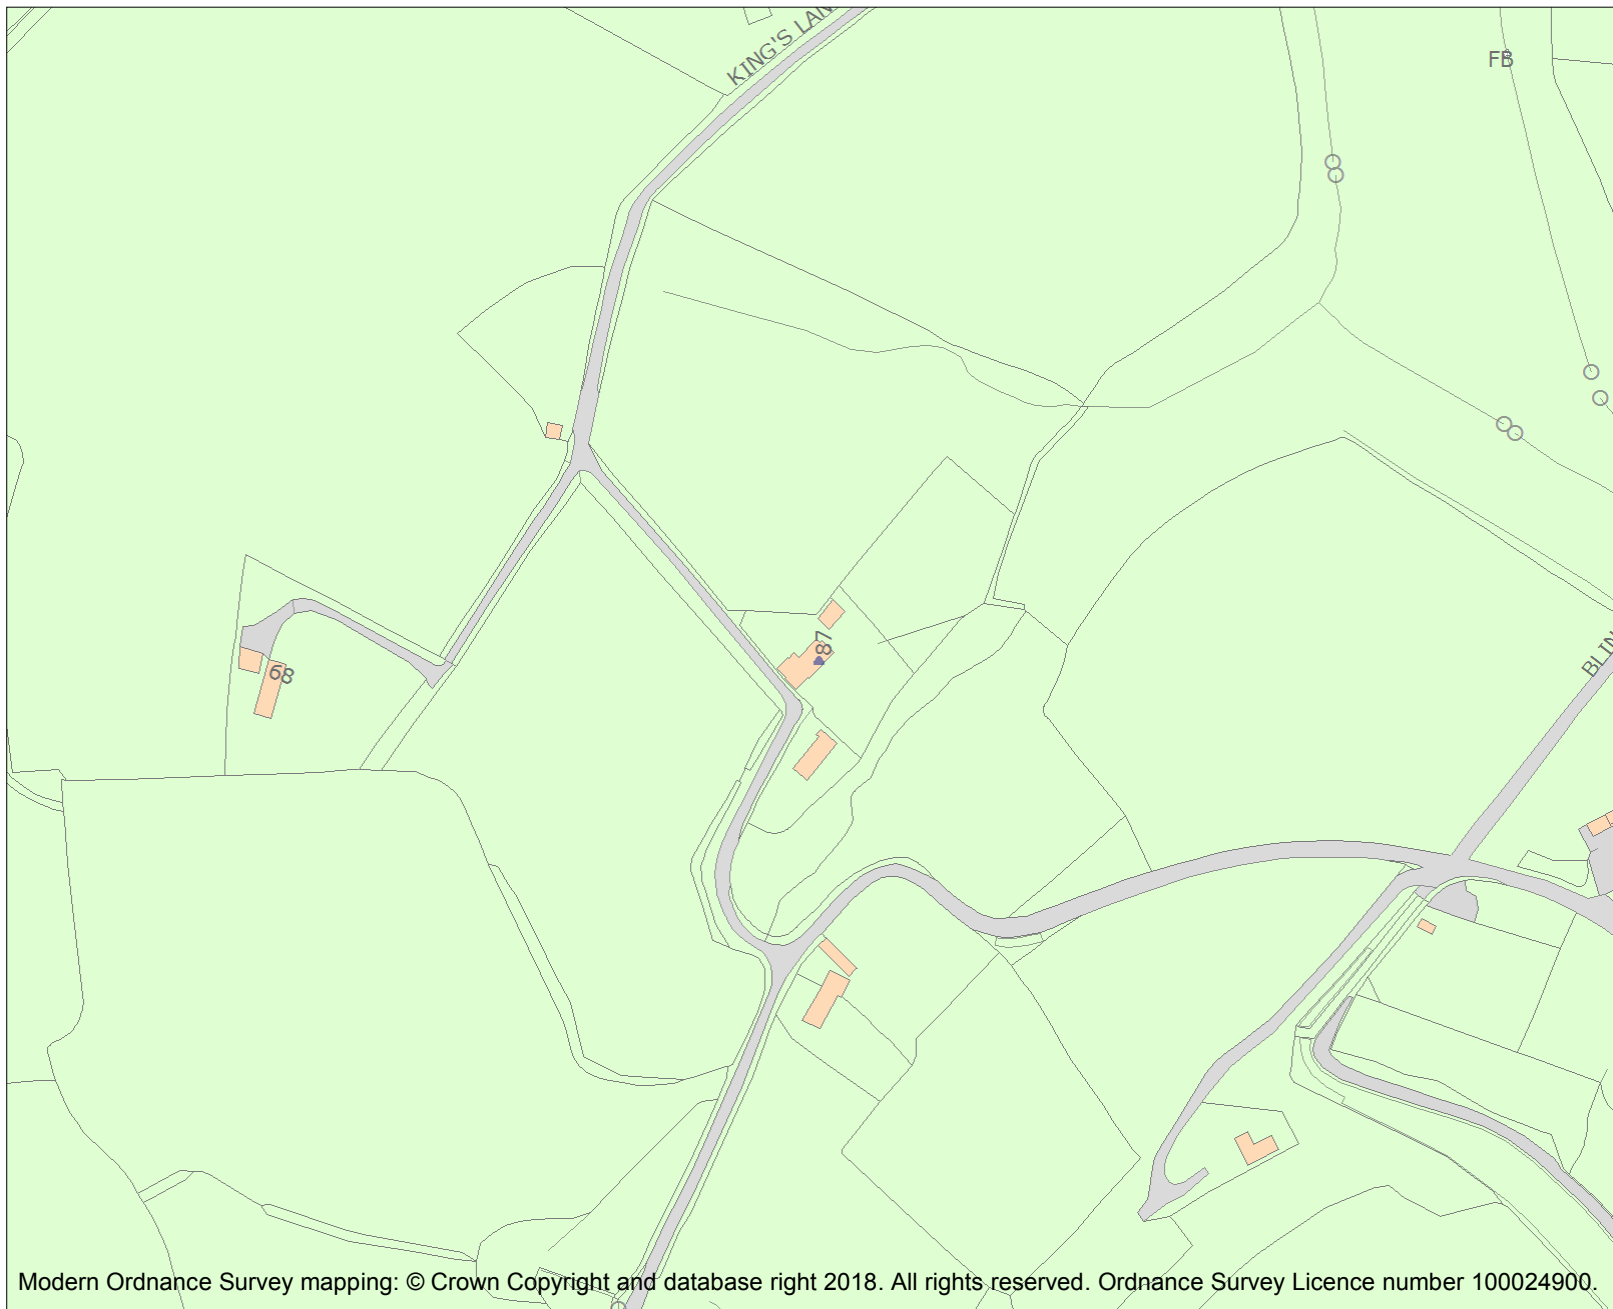 KING'S LAN
FB
87
BLIN
68
Modern Ordnance Survey mapping: © Crown Copyright and database right 2018. All rights reserved. Ordnance Survey Licence number 100024900.